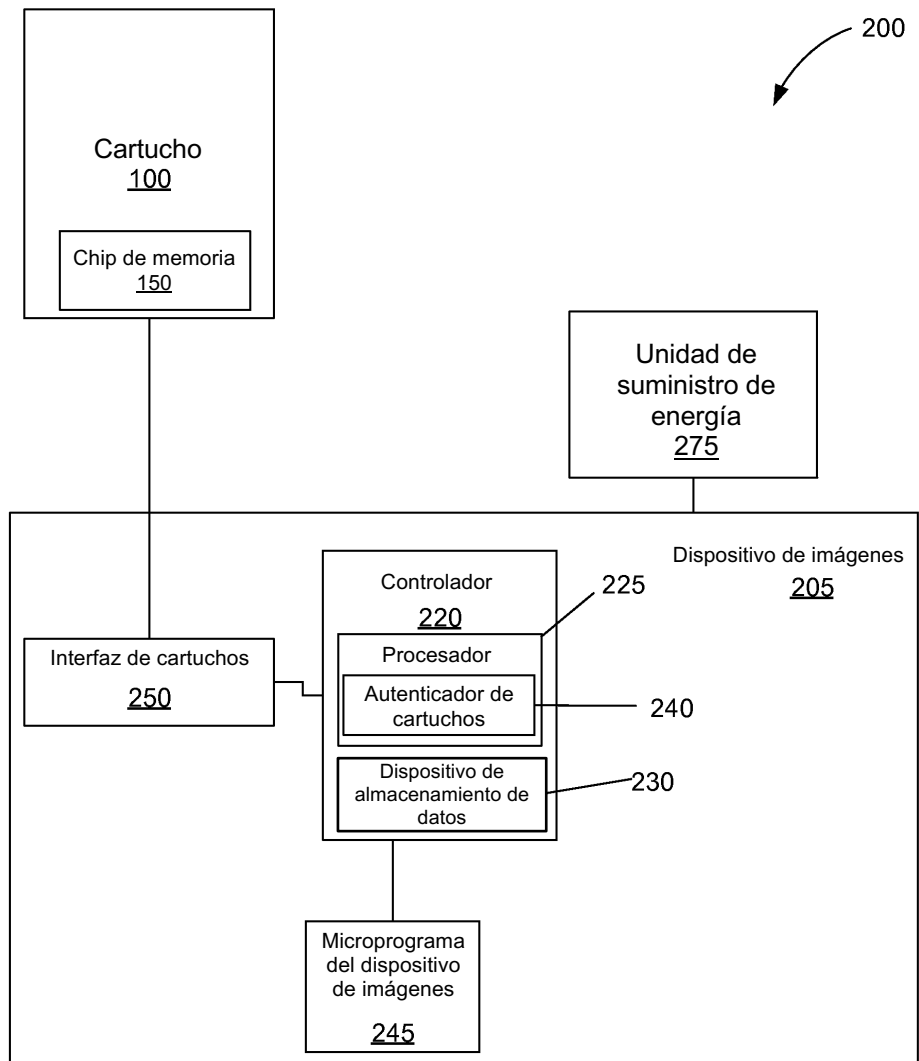 200
Cartucho
100
Chip de memoria
150
Unidad de
suministro de
energía
275
Dispositivo de imágenes
205
Controlador
220
225
Procesador
Autenticador de
cartuchos
240
Interfaz de cartuchos
250
Dispositivo de
almacenamiento de
datos
230
Microprograma
del dispositivo
de imágenes
245